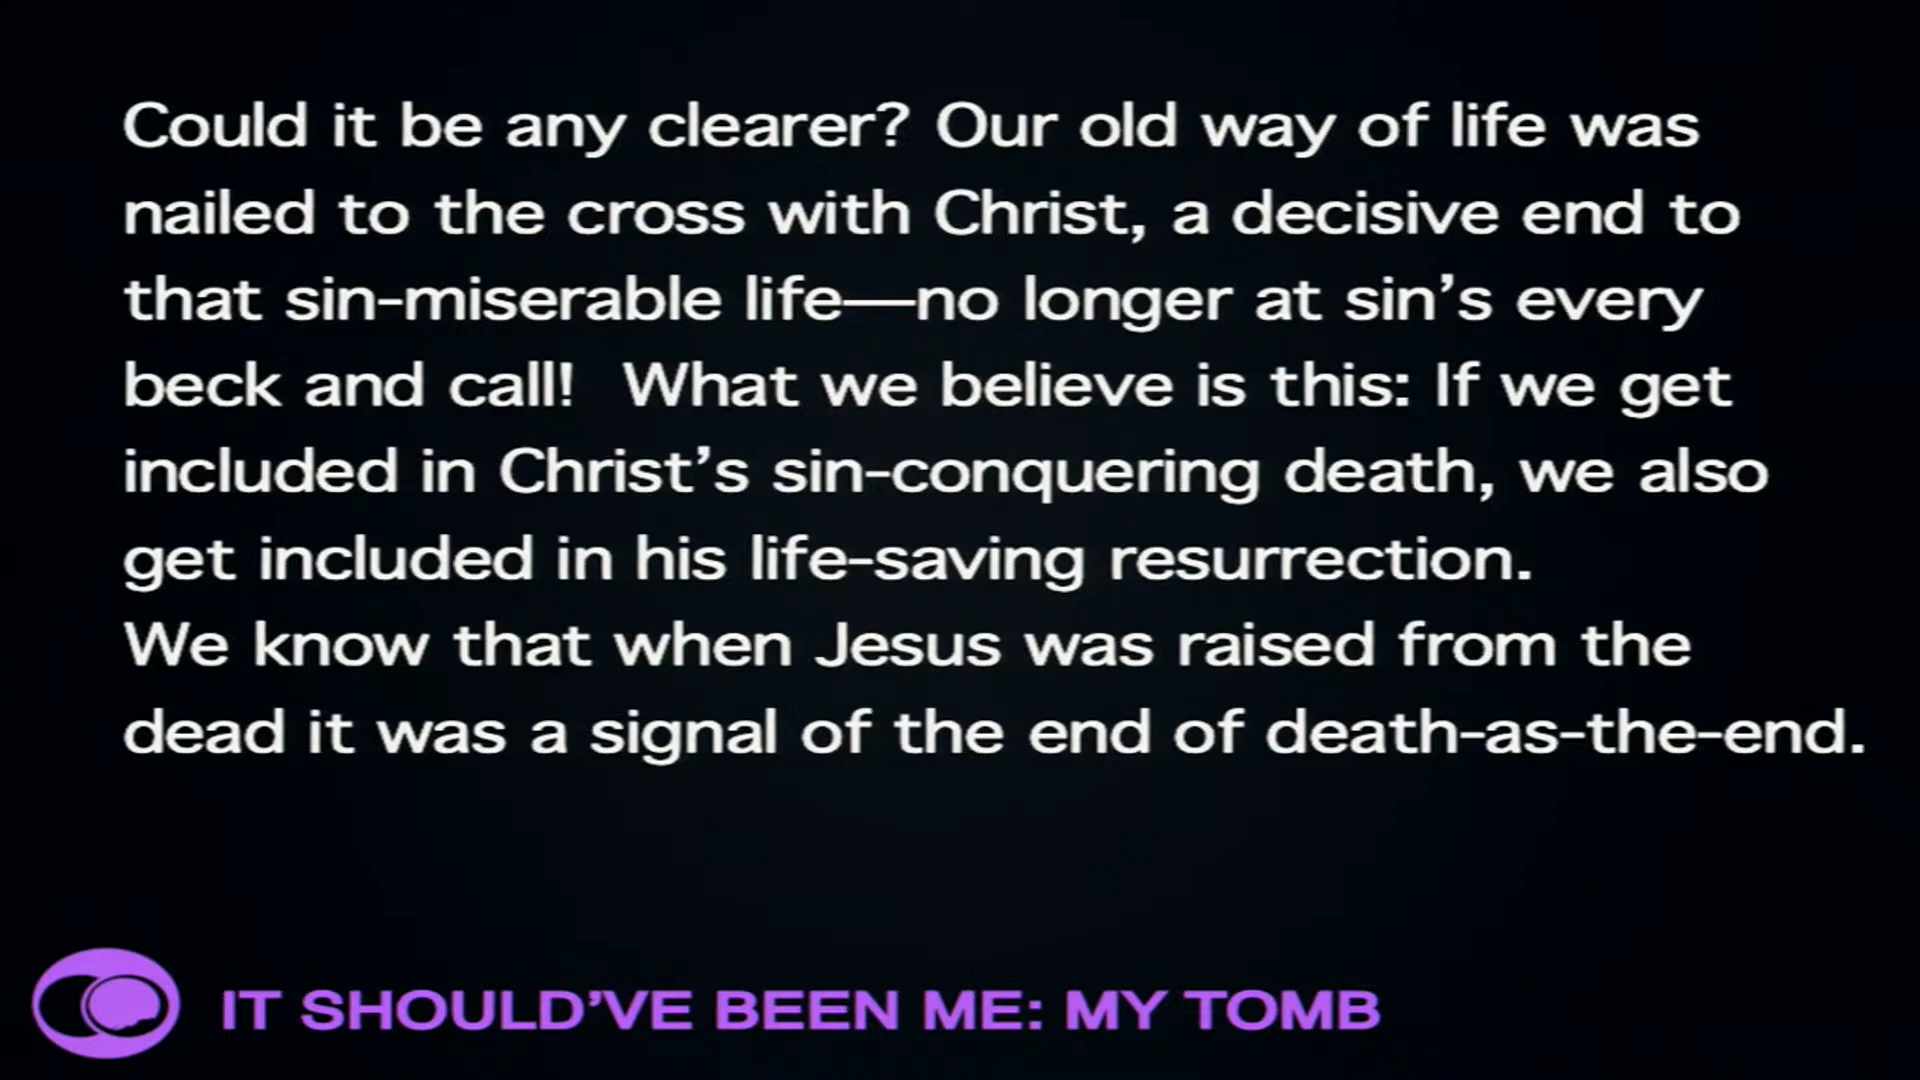 Could it be any clearer? Our old way of life was
nailed to the cross with Christ, a decisive end to
that sin-miserable life—no longer at sin’s every
beck and call!  What we believe is this: If we get
included in Christ’s sin-conquering death, we also
get included in his life-saving resurrection.
We know that when Jesus was raised from the
dead it was a signal of the end of death-as-the-end.
IT SHOULD’VE BEEN ME: MY TOMB